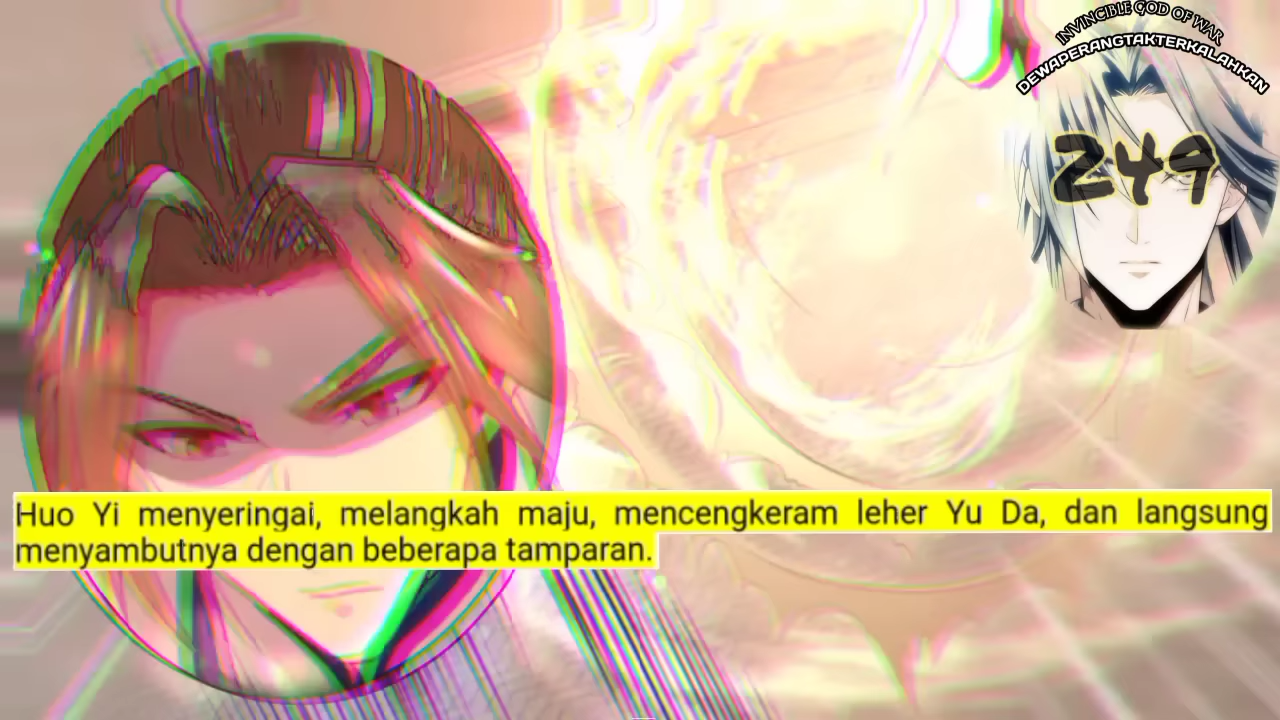 INVINCIBLE GOD OF WAR
DEWAPERANGTAKTERKALAHKAN
249
Huo Yi menyeringai, melangkah maju, mencengkeram leher Yu Da, dan langsung
menyambutnya dengan beberapa tamparan.